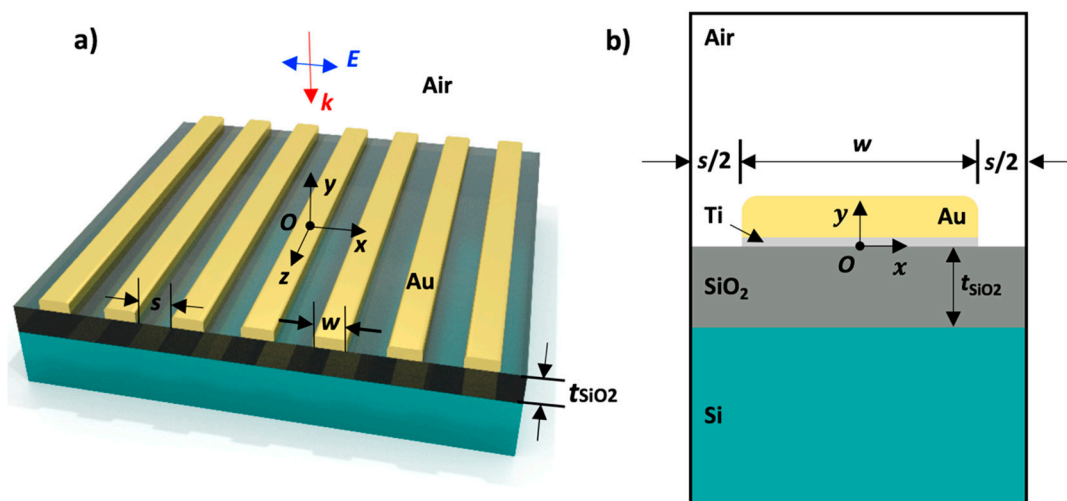 a)
E
k
Air
y
O
x
z
Au
s
w
tSiO2
b)
Air
s/2
w
s/2
Ti
y
Au
O
x
SiO2
tSiO2
Si